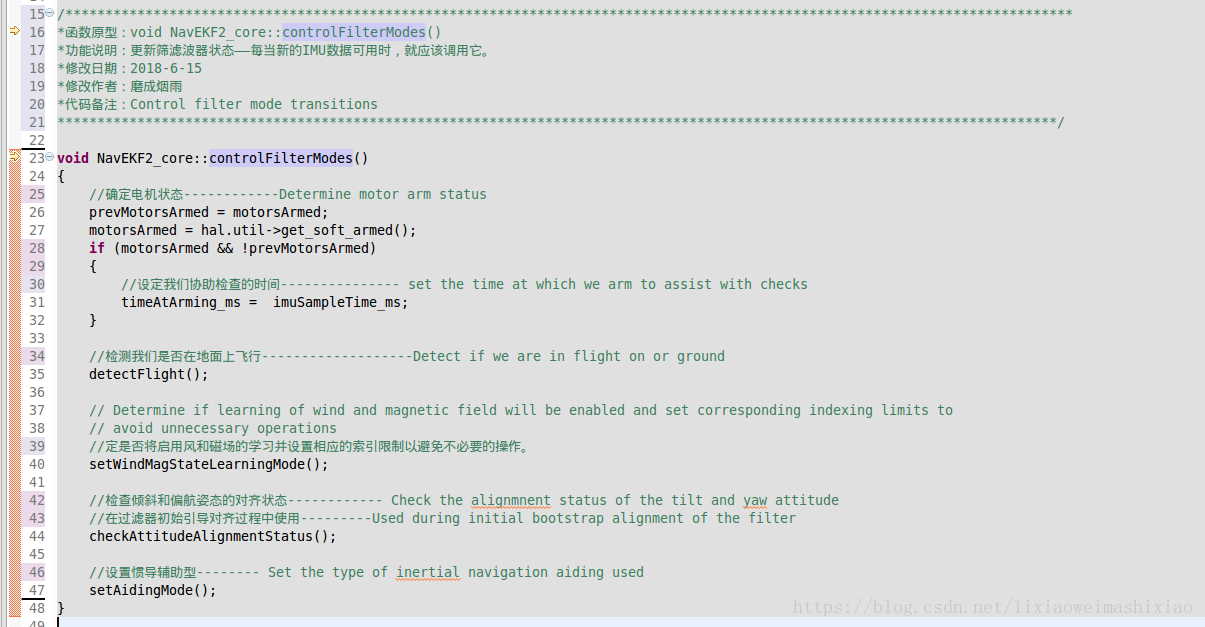 15 /******************************************************************************************************************************
16 *函数原型：void NavEKF2_core::controlFilterModes()
17 *功能说明：更新筛滤波器状态——每当新的IMU数据可用时，就应该调用它。
18 *修改日期：2018-6-15
19 *修改作者：磨成烟雨
20 *代码备注：Control filter mode transitions
21 *****************************************************************************************************************************/
22
23 void NavEKF2_core::controlFilterModes()
24 {
25 //确定电机状态------------Determine motor arm status
26 prevMotorsArmed = motorsArmed;
27 motorsArmed = hal.util->get_soft_armed();
28 if (motorsArmed && !prevMotorsArmed)
29 {
30 //设定我们协助检查的时间--------------- set the time at which we arm to assist with checks
31 timeAtArming_ms =  imuSampleTime_ms;
32 }
33
34 //检测我们是否在地面上飞行-------------------Detect if we are in flight on or ground
35 detectFlight();
36
37 // Determine if learning of wind and magnetic field will be enabled and set corresponding indexing limits to
38 // avoid unnecessary operations
39 //定是否将启用风和磁场的学习并设置相应的索引限制以避免不必要的操作。
40 setWindMagStateLearningMode();
41
42 //检查倾斜和偏航姿态的对齐状态------------ Check the alignmnent status of the tilt and yaw attitude
43 //在过滤器初始引导对齐过程中使用---------Used during initial bootstrap alignment of the filter
44 checkAttitudeAlignmentStatus();
45
46 //设置惯导辅助型-------- Set the type of inertial navigation aiding used
47 setAidingMode();
48 }
49
https://blog.csdn.net/lixiaoweimashixiao